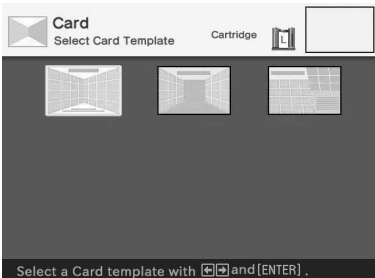 Card
Select Card Template
Cartridge
L
Select a Card template with and [ENTER] .